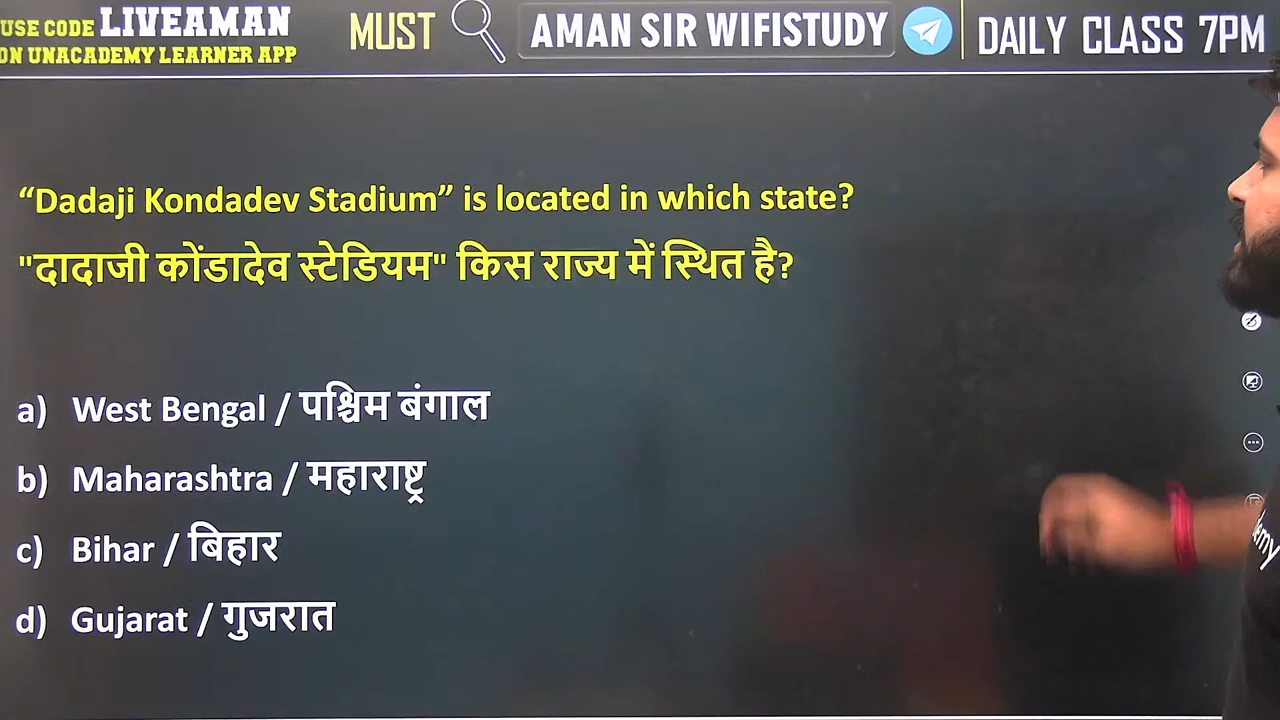 USE CODE LIVEAMAN
ON UNACADEMY LEARNER APP
MUST
AMAN SIR WIFISTUDY
DAILY CLASS 7PM
“Dadaji Kondadev Stadium” is located in which state?
"दादाजी कोंडादेव स्टेडियम" किस राज्य में स्थित है?
a) West Bengal / पश्चिम बंगाल
b) Maharashtra / महाराष्ट्र
c) Bihar / बिहार
d) Gujarat / गुजरात